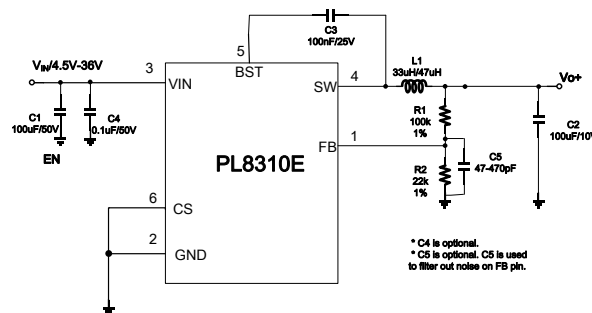 C3
100nF/25V
5
BST
VIN/4.5V-36V
3
VIN
C1
100uF/50V
C4
0.1uF/50V
EN
SW
4
L1
33uH/47uH
Vo+
R1
100k
1%
C2
100uF/10V
1
FB
PL8310E
R2
22k
1%
C5
47-470pF
6
CS
2
GND
* C4 is optional.
* C5 is optional. C5 is used
to filter out noise on FB pin.